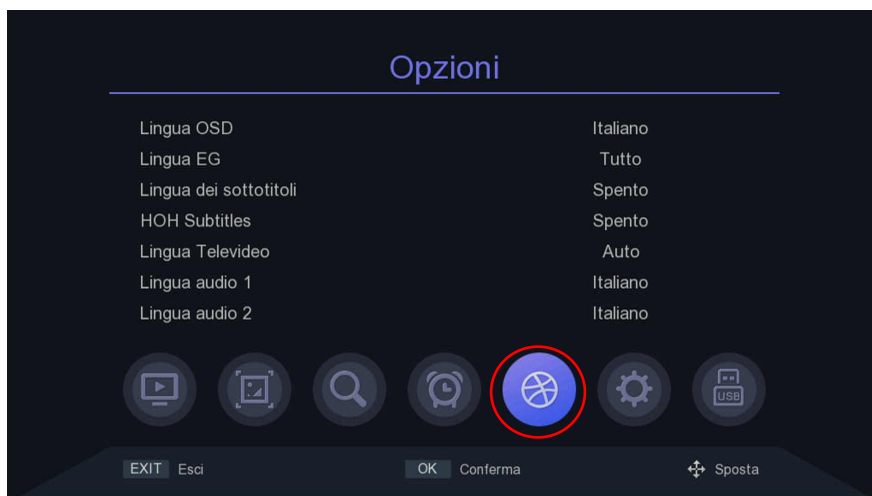 Opzioni
Lingua OSD Italiano
Lingua EG Tutto
Lingua dei sottotitoli Spento
HOH Subtitles Spento
Lingua Televideo Auto
Lingua audio 1 Italiano
Lingua audio 2 Italiano
USB
EXIT Esci OK Conferma Sposta